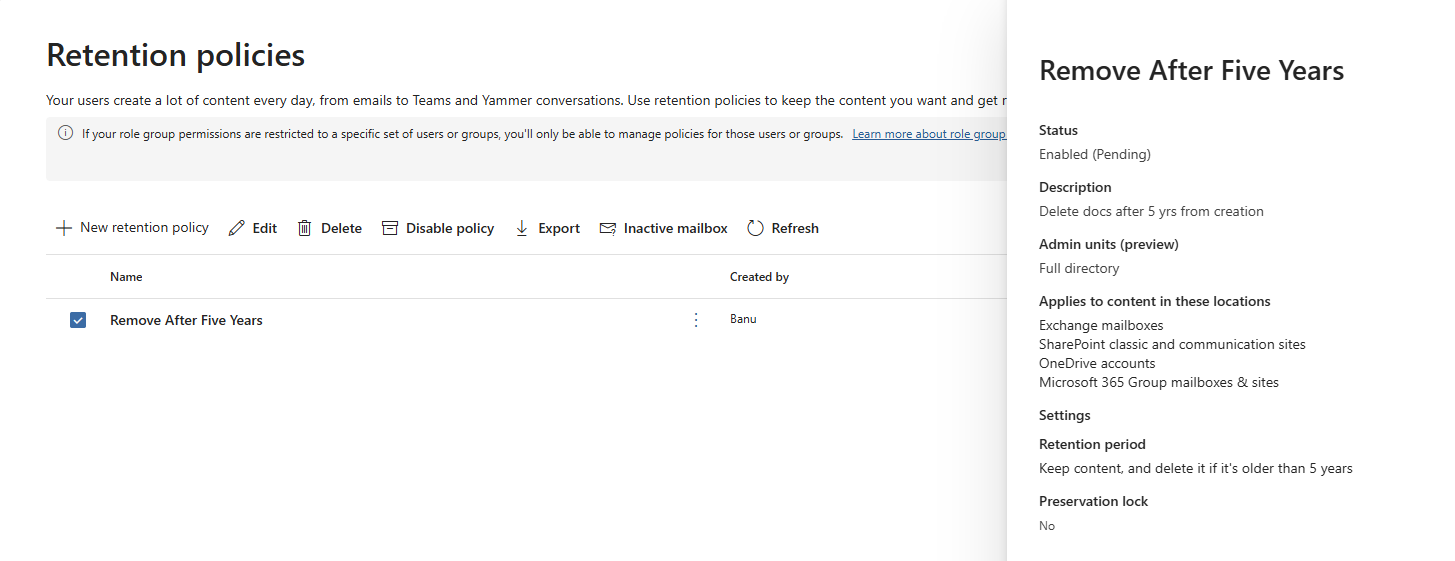 Retention policies
Your users create a lot of content every day, from emails to Teams and Yammer conversations. Use retention policies to keep the content you want and get
If your role group permissions are restricted to a specific set of users or groups, you'll only be able to manage policies for those users or groups. Learn more about role group
New retention policy Edit Delete Disable policy Export Inactive mailbox Refresh
Name Created by
Remove After Five Years Banu
Remove After Five Years
Status
Enabled (Pending)
Description
Delete docs after 5 yrs from creation
Admin units (preview)
Full directory
Applies to content in these locations
Exchange mailboxes
SharePoint classic and communication sites
OneDrive accounts
Microsoft 365 Group mailboxes & sites
Settings
Retention period
Keep content, and delete it if it's older than 5 years
Preservation lock
No